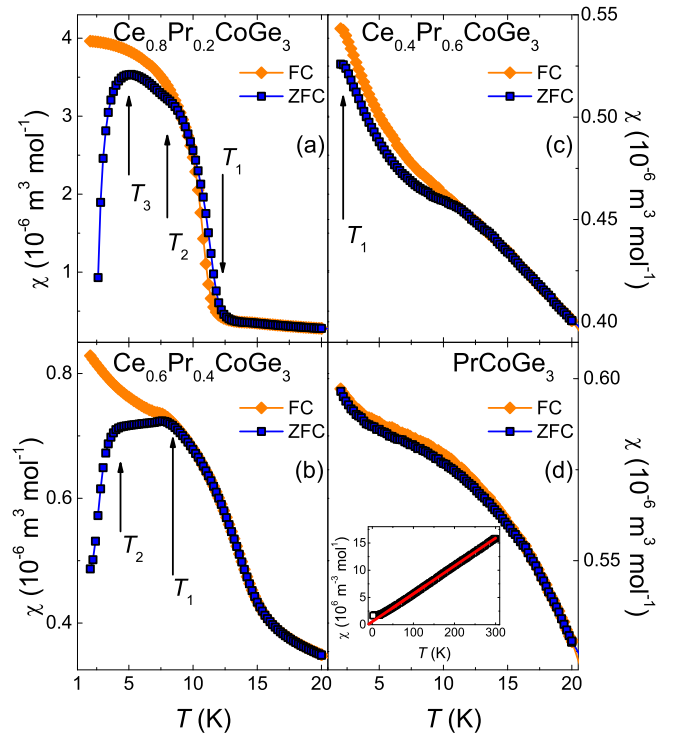 Ce0.8Pr0.2CoGe3
FC
ZFC
(a)
T1
T2
T3
4
3
2
1
χ (10-6 m3 mol-1)
Ce0.4Pr0.6CoGe3
FC
ZFC
(c)
T1
0.55
0.50
0.45
0.40
χ (10-6 m3 mol-1)
Ce0.6Pr0.4CoGe3
FC
ZFC
(b)
T2
T1
0.8
0.6
0.4
χ (10-6 m3 mol-1)
1 5 10 15 20
T (K)
PrCoGe3
FC
ZFC
(d)
0.60
0.55
χ (10-6 m3 mol-1)
15
10
5
0
χ (106 m-3 mol)
0 100 200 300
T (K)
1 5 10 15 20
T (K)